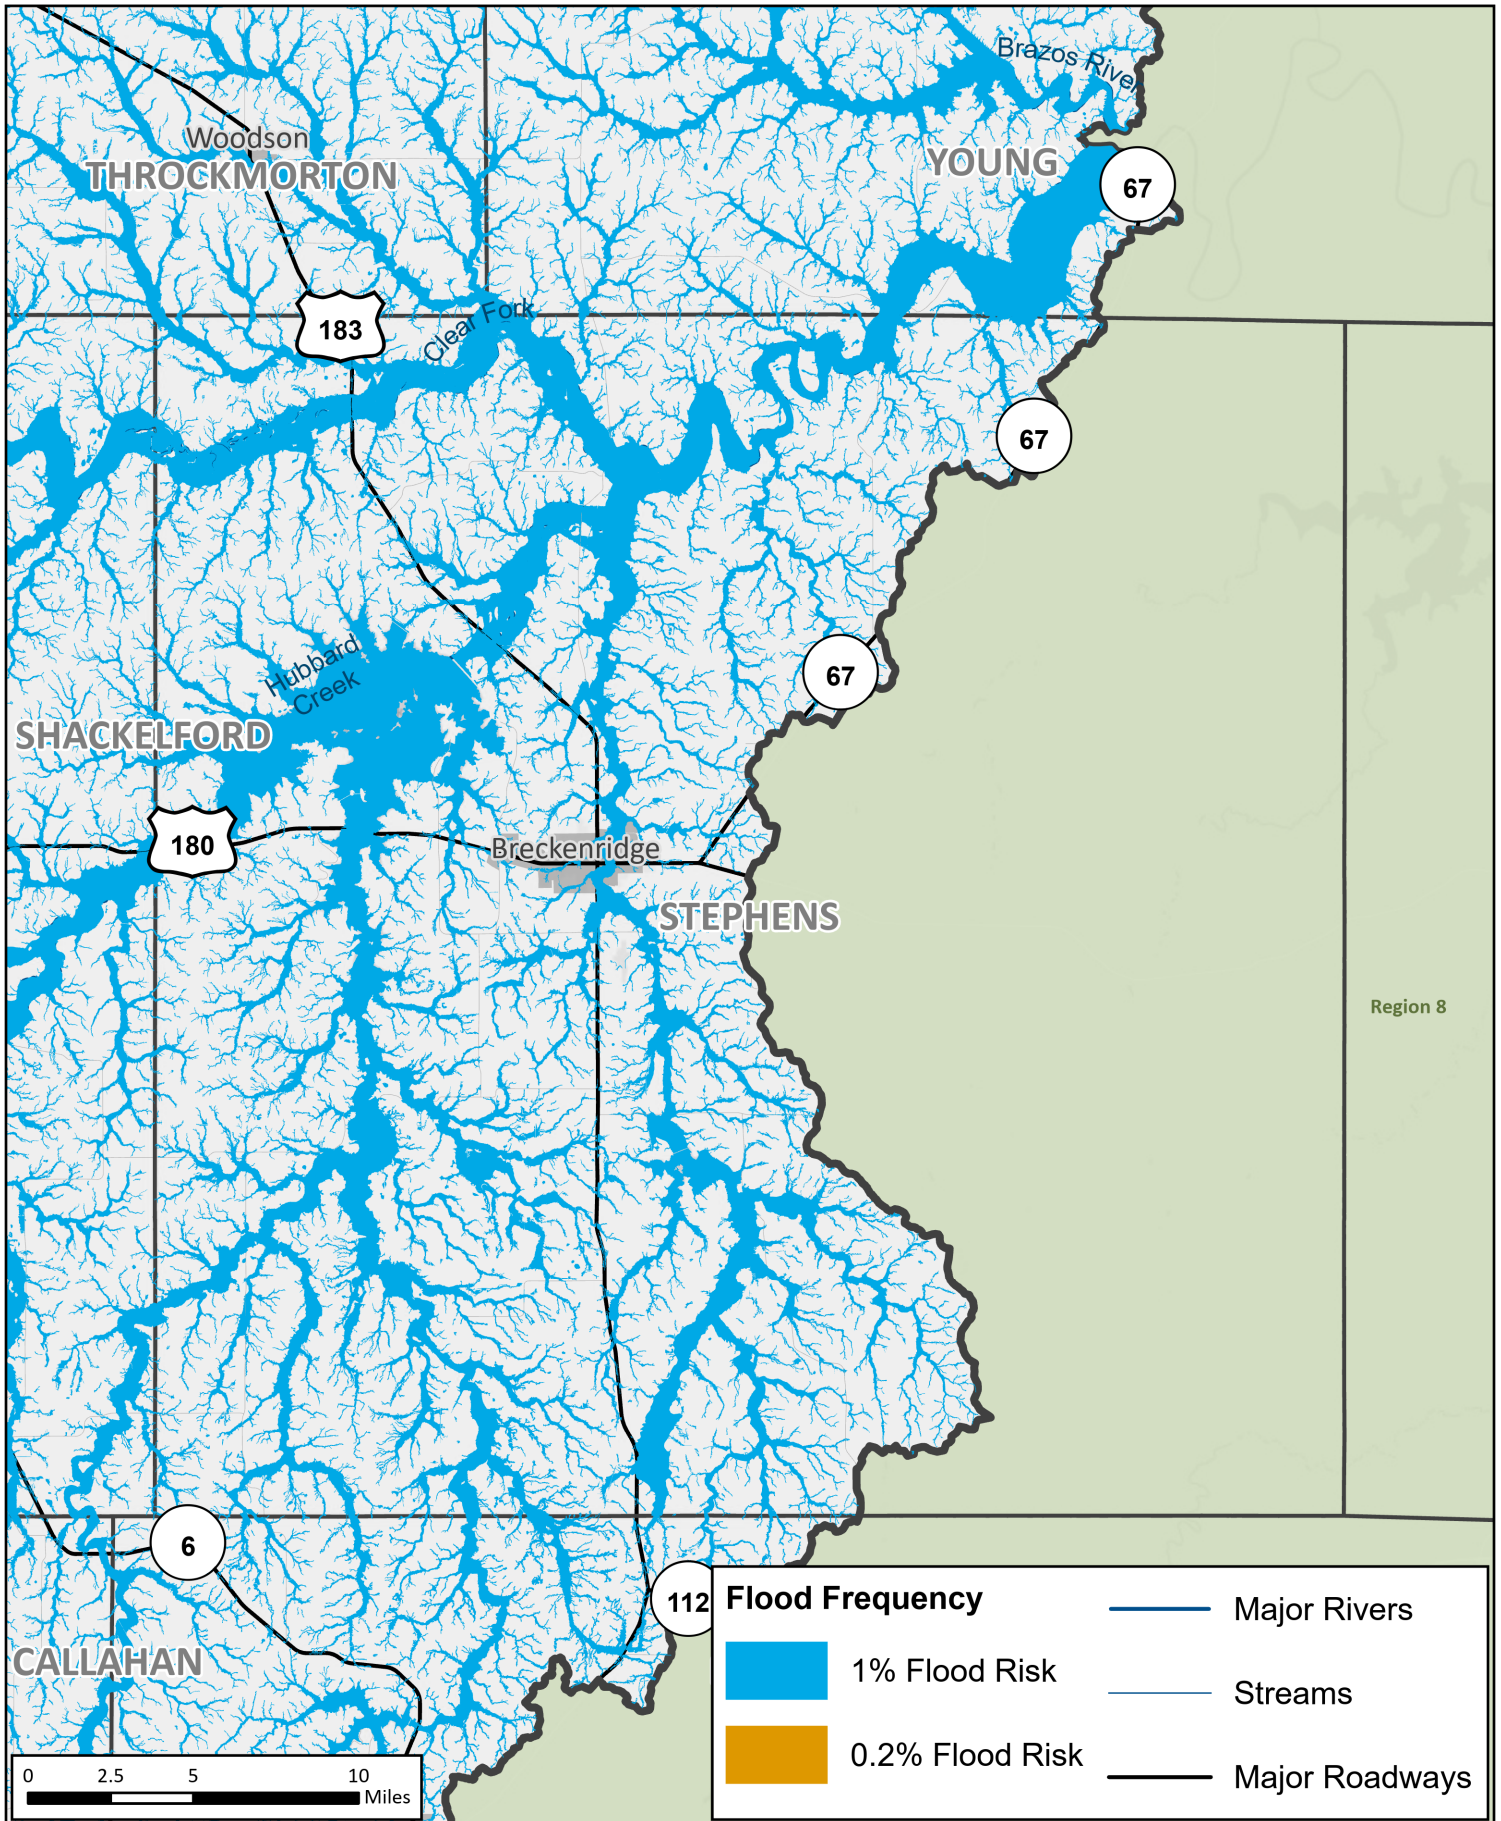 Brazos River
Woodson
THROCKMORTON
YOUNG
67
Clear Fork
183
67
Hubbard
Creek
67
SHACKELFORD
180
Breckenridge
STEPHENS
Region 8
6
112
CALLAHAN
Flood Frequency
1% Flood Risk
0.2% Flood Risk
Major Rivers
Streams
Major Roadways
0 2.5 5 10
Miles